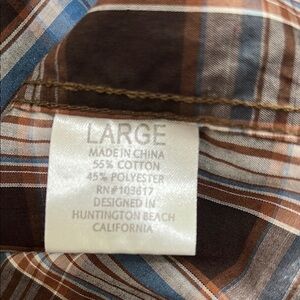 LARGE
MADE IN CHINA
55% COTTON
45% POLYESTER
RN#103617
DESIGNED IN
HUNTINGTON BEACH
CALIFORNIA